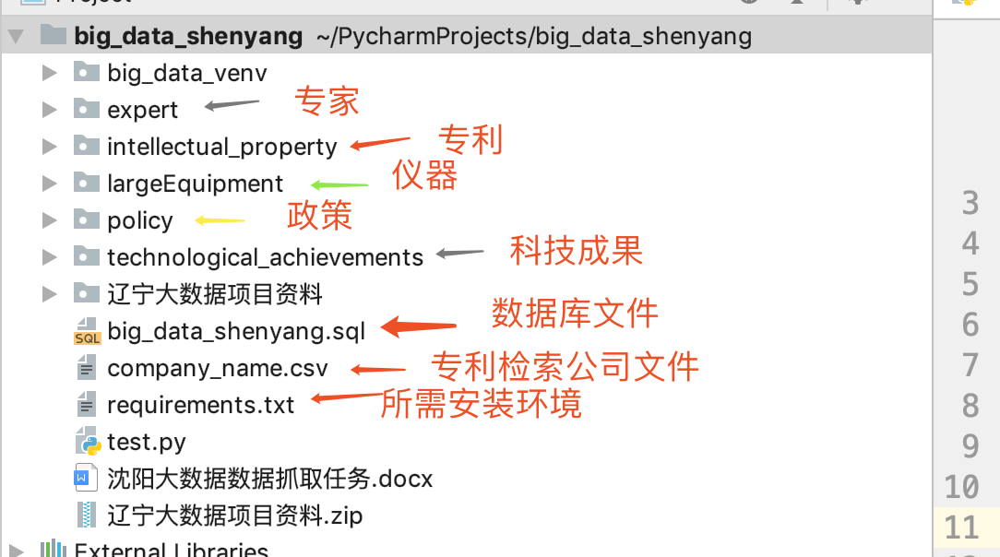 Project
big_data_shenyang ~/PycharmProjects/big_data_shenyang
big_data_venv
expert 专家
intellectual_property 专利
largeEquipment 仪器
policy 政策
technological_achievements 科技成果
辽宁大数据项目资料
SQL big_data_shenyang.sql 数据库文件
company_name.csv 专利检索公司文件
requirements.txt 所需安装环境
test.py
W 沈阳大数据数据抓取任务.docx
辽宁大数据项目资料.zip
External Libraries
3
4
5
6
7
8
9
10
11